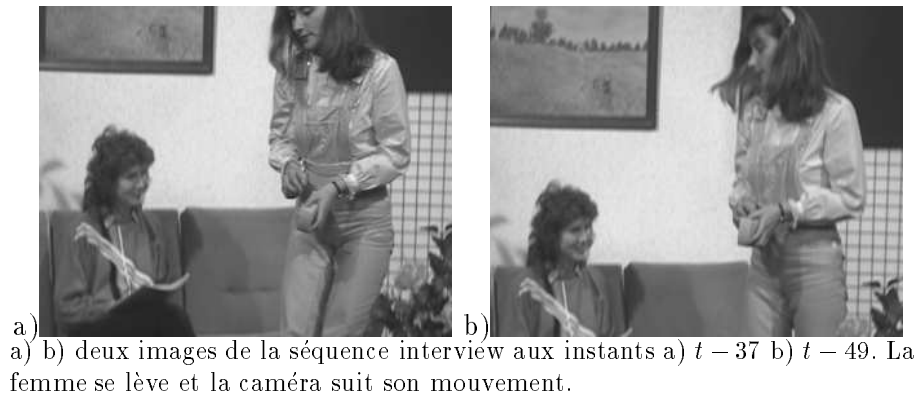 a) b)
a) b) deux images de la séquence interview aux instants a) t − 37 b) t − 49. La
femme se lève et la caméra suit son mouvement.